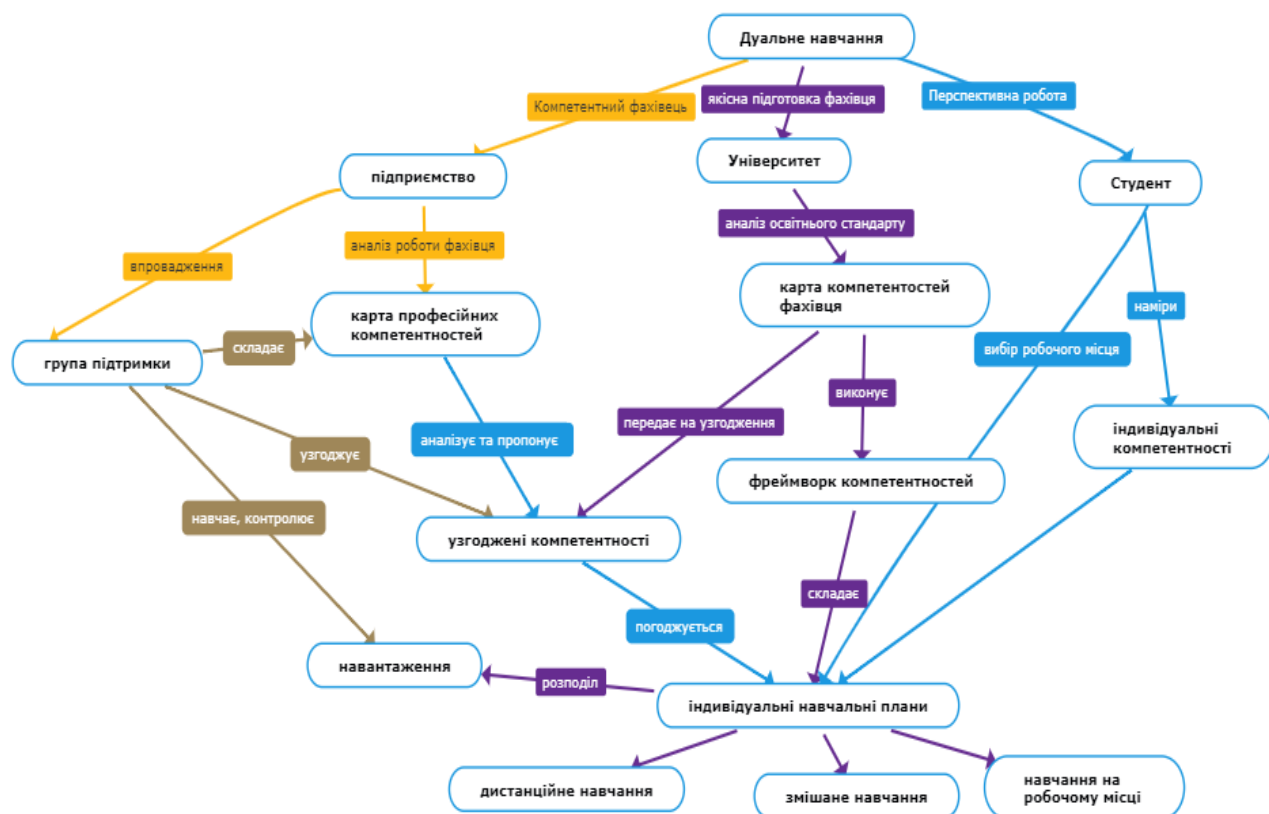 Дуальне навчання
Перспективна робота
якісна підготовка фахівця
Компетентний фахівець
Університет
підприємство
Студент
аналіз освітнього стандарту
аналіз роботи фахівця
впровадження
карта компетентостей
фахівця
наміри
карта професійних
компетентностей
складає
вибір робочого місця
група підтримки
виконує
передає на узгодження
аналізує та пропонує
індивідуальні
компетентності
узгоджує
фреймворк компетентностей
навчає, контролює
узгоджені компетентності
складає
погоджується
навантаження
розподіл
індивідуальні навчальні плани
дистанційне навчання
змішане навчання
навчання на
робочому місці